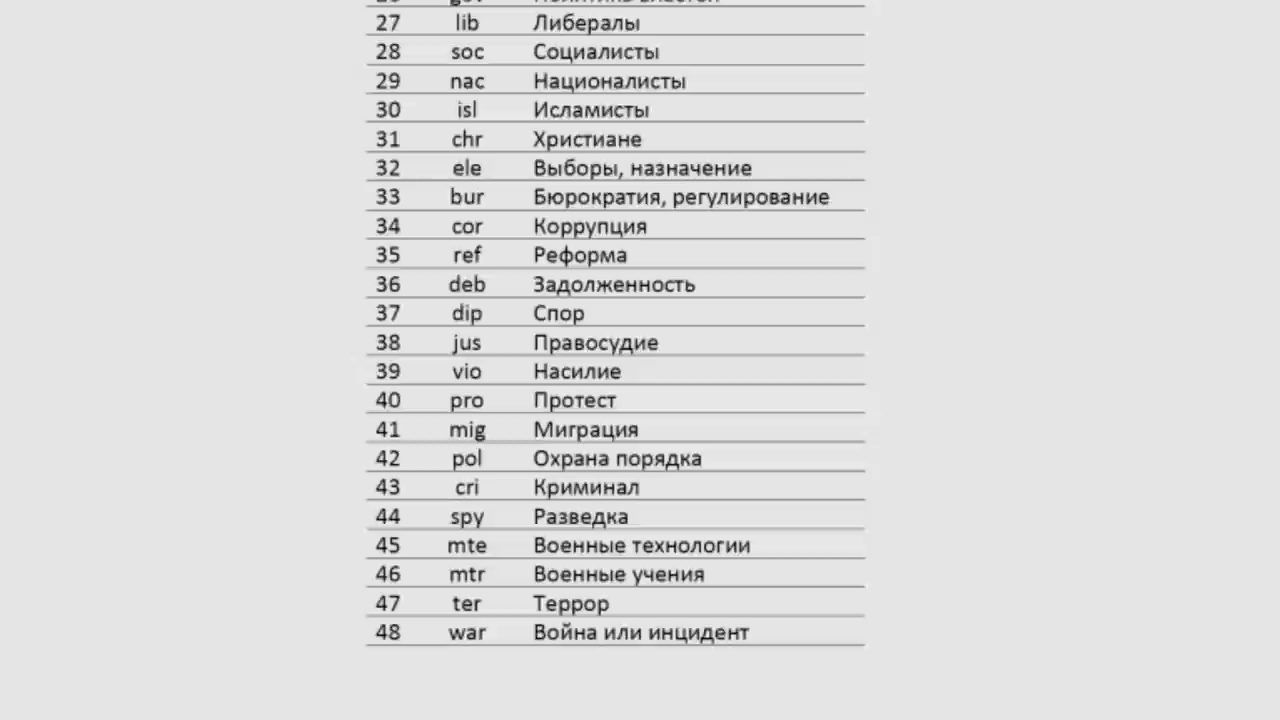 27 lib Либералы
28 soc Социалисты
29 nac Националисты
30 isl Исламисты
31 chr Христиане
32 ele Выборы, назначение
33 bur Бюрократия, регулирование
34 cor Коррупция
35 ref Реформа
36 deb Задолженность
37 dip Спор
38 jus Правосудие
39 vio Насилие
40 pro Протест
41 mig Миграция
42 pol Охрана порядка
43 cri Криминал
44 spy Разведка
45 mte Военные технологии
46 mtr Военные учения
47 ter Террор
48 war Война или инцидент